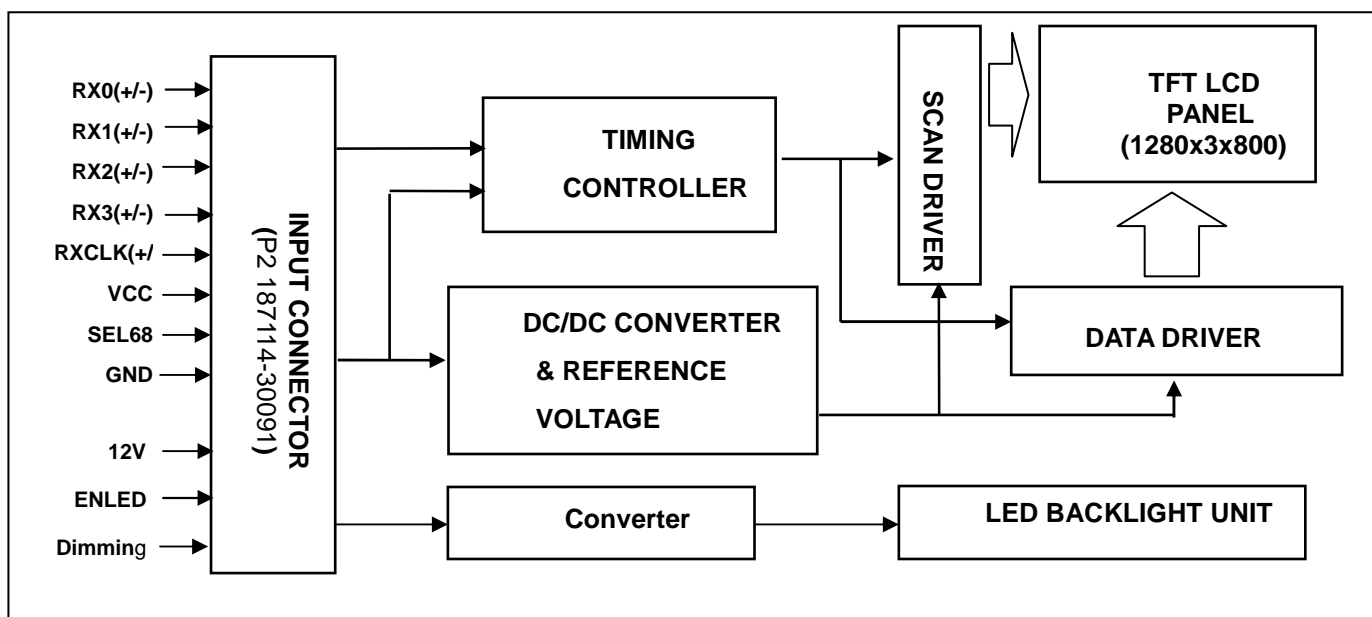 RX0(+/-)
RX1(+/-)
RX2(+/-)
RX3(+/-)
RXCLK(+/
VCC
SEL68
GND
12V
ENLED
Dimming
INPUT CONNECTOR
(P2 187114-30091)
TIMING
CONTROLLER
DC/DC CONVERTER
& REFERENCE
VOLTAGE
Converter
SCAN DRIVER
TFT LCD
PANEL
(1280x3x800)
DATA DRIVER
LED BACKLIGHT UNIT